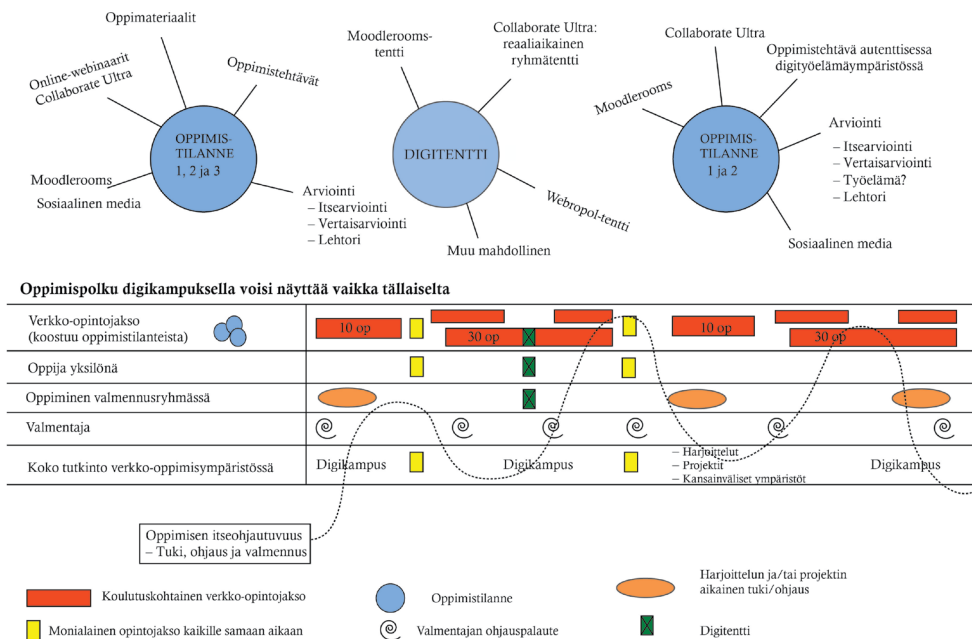 Oppimateriaalit
Online-webinaarit
Collaborate Ultra
Oppimistehtävät
OPPIMIS-
TILANNE
1, 2 ja 3
Moodlerooms
Sosiaalinen media
Arviointi
– Itsearviointi
– Vertaisarviointi
– Lehtori
Moodlerooms-
tentti
Collaborate Ultra:
reaaliaikainen
ryhmätentti
DIGITENTTI
Webropol-tentti
Muu mahdollinen
Collaborate Ultra
Oppimistehtävä autenttisessa
digityöelämäympäristössä
Moodlerooms
OPPIMIS-
TILANNE
1 ja 2
Arviointi
– Itsearviointi
– Vertaisarviointi
– Työelämä?
– Lehtori
Sosiaalinen media
Oppimispolku digikampuksella voisi näyttää vaikka tällaiselta
Verkko-opintojakso
(koostuu oppimistilanteista)
10 op
30 op
10 op
30 op
Oppija yksilönä
Oppiminen valmennusryhmässä
Valmentaja
Koko tutkinto verkko-oppimisympäristössä
Digikampus
Digikampus
– Harjoittelut
– Projektit
– Kansainväliset ympäristöt
Digikampus
Oppimisen itseohjautuvuus
– Tuki, ohjaus ja valmennus
Koulutuskohtainen verkko-opintojakso
Oppimistilanne
Harjoittelun ja/tai projektin
aikainen tuki/ohjaus
Monialainen opintojakso kaikille samaan aikaan
Valmentajan ohjauspalaute
Digitentti